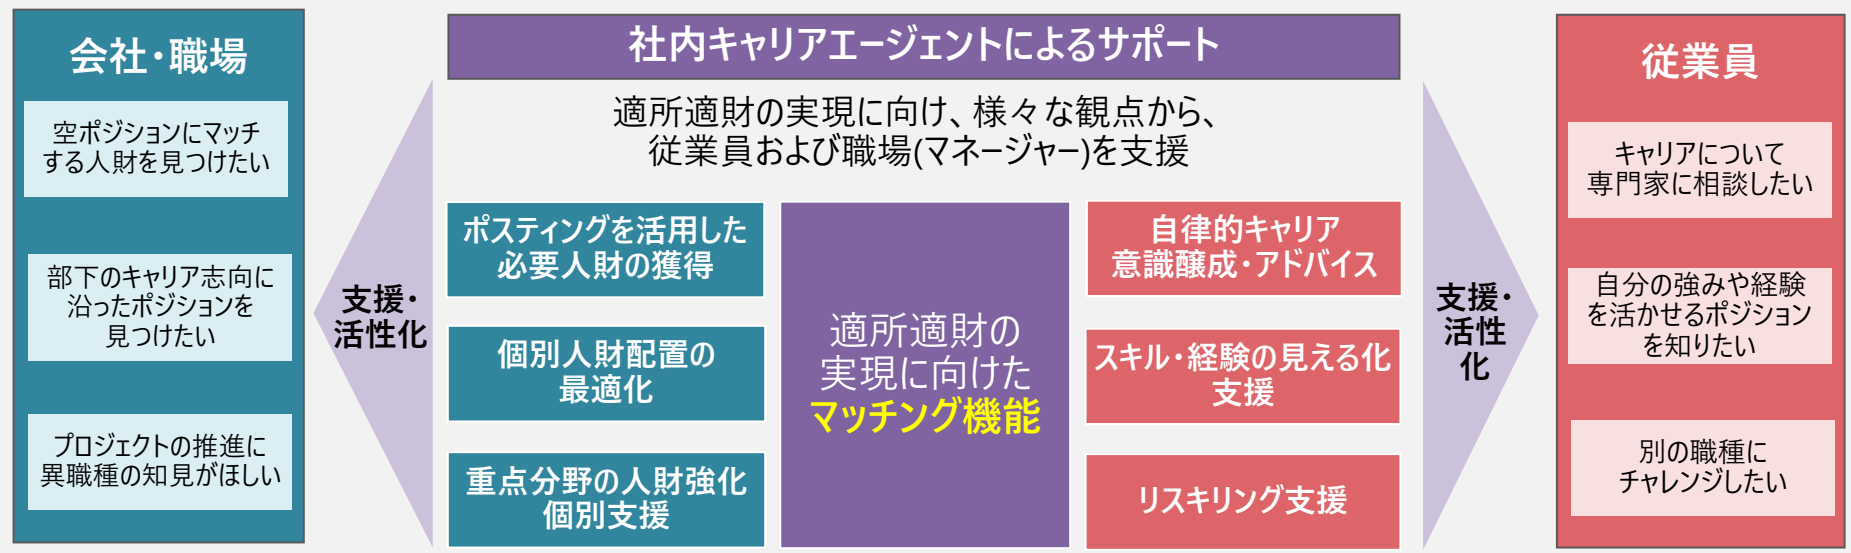 会社・職場
空ポジションにマッチ
する人財を見つけたい
部下のキャリア志向に
沿ったポジションを
見つけたい
プロジェクトの推進に
異職種の知見がほしい
支援・
活性化
社内キャリアエージェントによるサポート
適所適財の実現に向け、様々な観点から、
従業員および職場(マネージャー)を支援
ポスティングを活用した
必要人財の獲得
個別人財配置の
最適化
重点分野の人財強化
個別支援
適所適財の
実現に向けた
マッチング機能
自律的キャリア
意識醸成・アドバイス
スキル・経験の見える化
支援
リスキリング支援
支援・
活性
化
従業員
キャリアについて
専門家に相談したい
自分の強みや経験
を活かせるポジション
を知りたい
別の職種に
チャレンジしたい